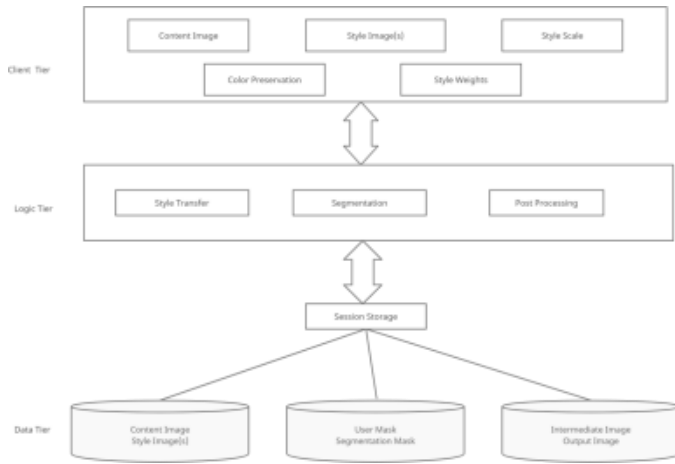 Content Image
Style Image(s)
Style Scale
Client Tier
Color Preservation
Style Weights
Logic Tier
Style Transfer
Segmentation
Post Processing
Session Storage
Data Tier
Content Image
Style Image(s)
User Mask
Segmentation Mask
Intermediate Image
Output Image